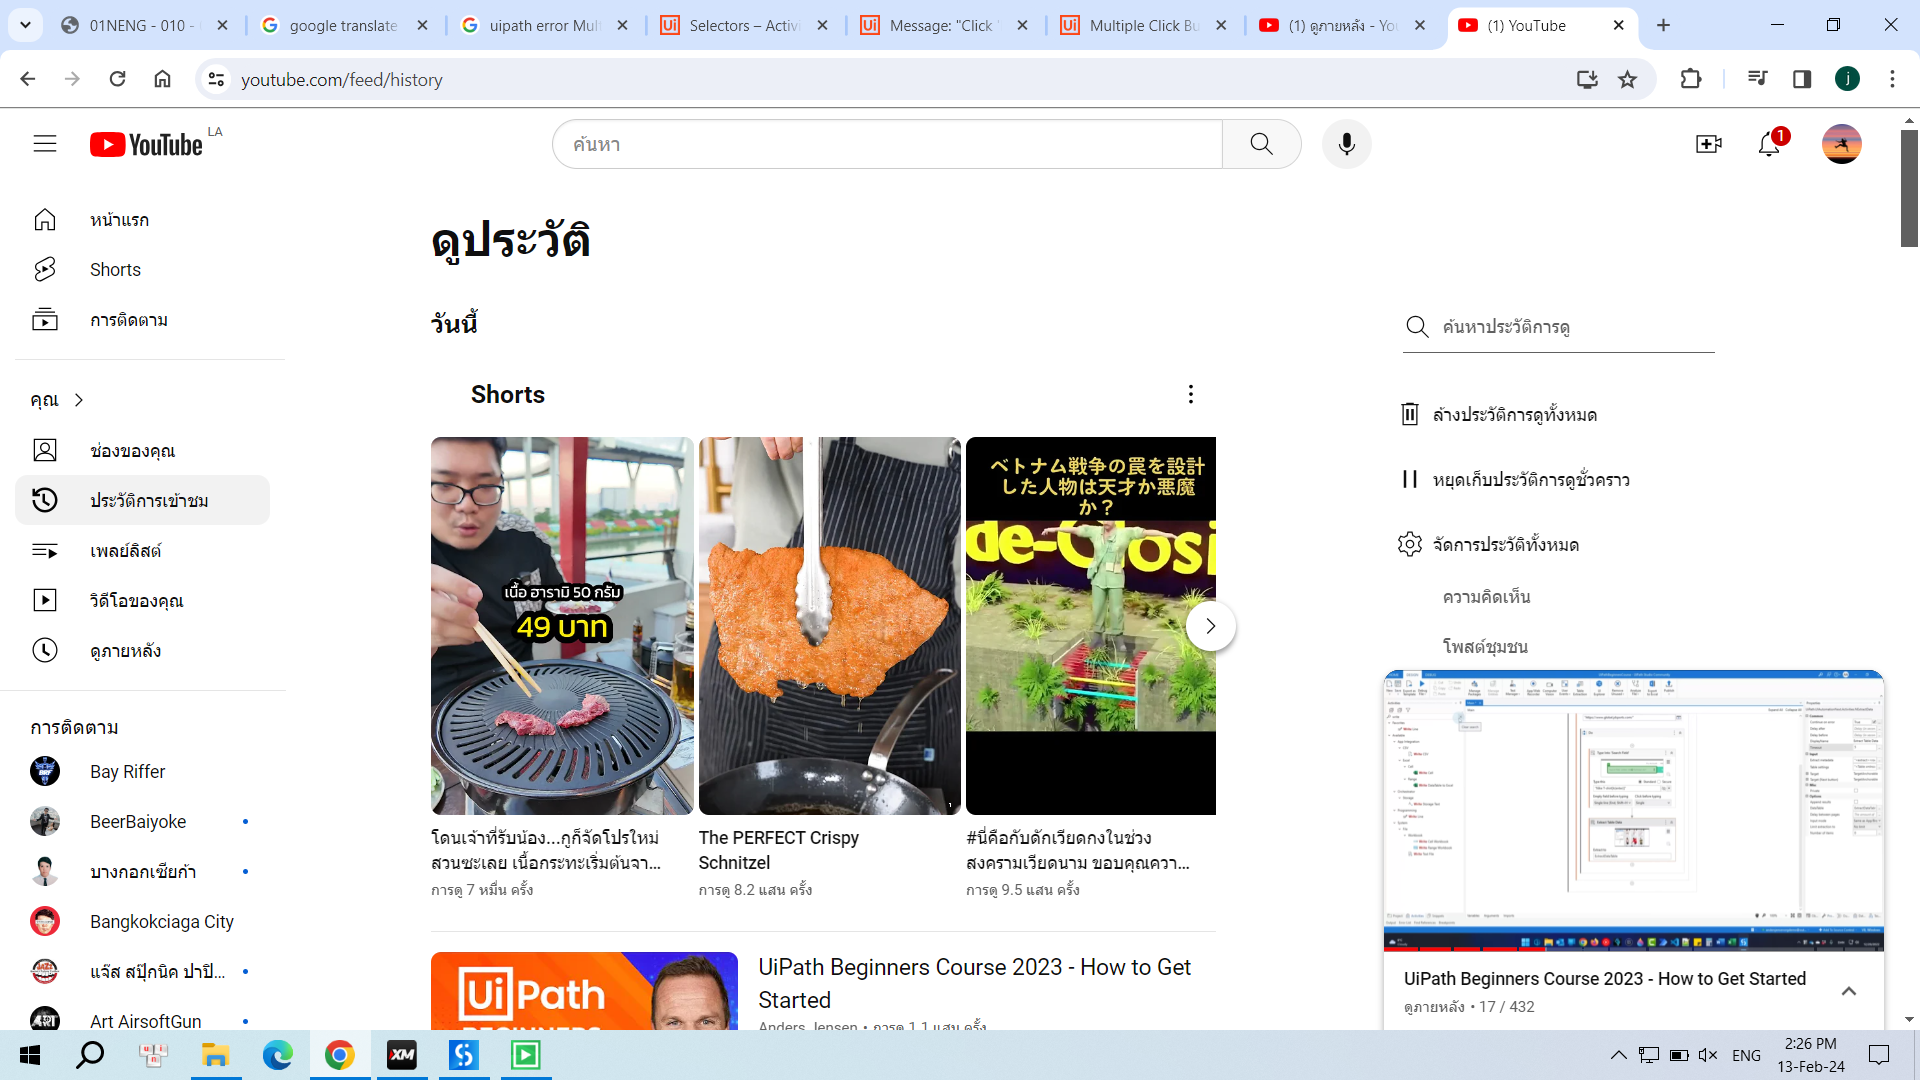 01NENG - 010 -
google translate
uipath error Mult
Selectors – Activi
Message: "Click '
Multiple Click Bu
(1) ดูภายหลัง - You
(1) YouTube
youtube.com/feed/history
j
YouTube LA
ค้นหา
1
หน้าแรก
Shorts
การติดตาม
คุณ
ช่องของคุณ
ประวัติการเข้าชม
เพลย์ลิสต์
วิดีโอของคุณ
ดูภายหลัง
การติดตาม
Bay Riffer
BeerBaiyoke
บางกอกเซียก้า
Bangkokciaga City
แจ๊ส สปุ๊กนิค ปาปิ...
Art AirsoftGun
ดูประวัติ
วันนี้
Shorts
เนื้อ ฮารามิ 50 กรัม
49 บาท
ベトナム戦争の罠を設計
した人物は天才か悪魔
か？
de-Closi
โดนเจ้าที่รับน้อง...กูก็จัดโปรใหม่
สวนซะเลย เนื้อกระทะเริ่มต้นจา...
การดู 7 หมื่น ครั้ง
The PERFECT Crispy
Schnitzel
การดู 8.2 แสน ครั้ง
#นี่คือกับดักเวียดกงในช่วง
สงครามเวียดนาม ขอบคุณควา...
การดู 9.5 แสน ครั้ง
Ui Path
BEGINNERS
UiPath Beginners Course 2023 - How to Get
Started
Anders Jensen • การดู 1.1 แสน ครั้ง
ค้นหาประวัติการดู
ล้างประวัติการดูทั้งหมด
หยุดเก็บประวัติการดูชั่วคราว
จัดการประวัติทั้งหมด
ความคิดเห็น
โพสต์ชุมชน
UiPath Beginners Course 2023 - How to Get Started
ดูภายหลัง • 17 / 432
XM
ENG
2:26 PM
13-Feb-24